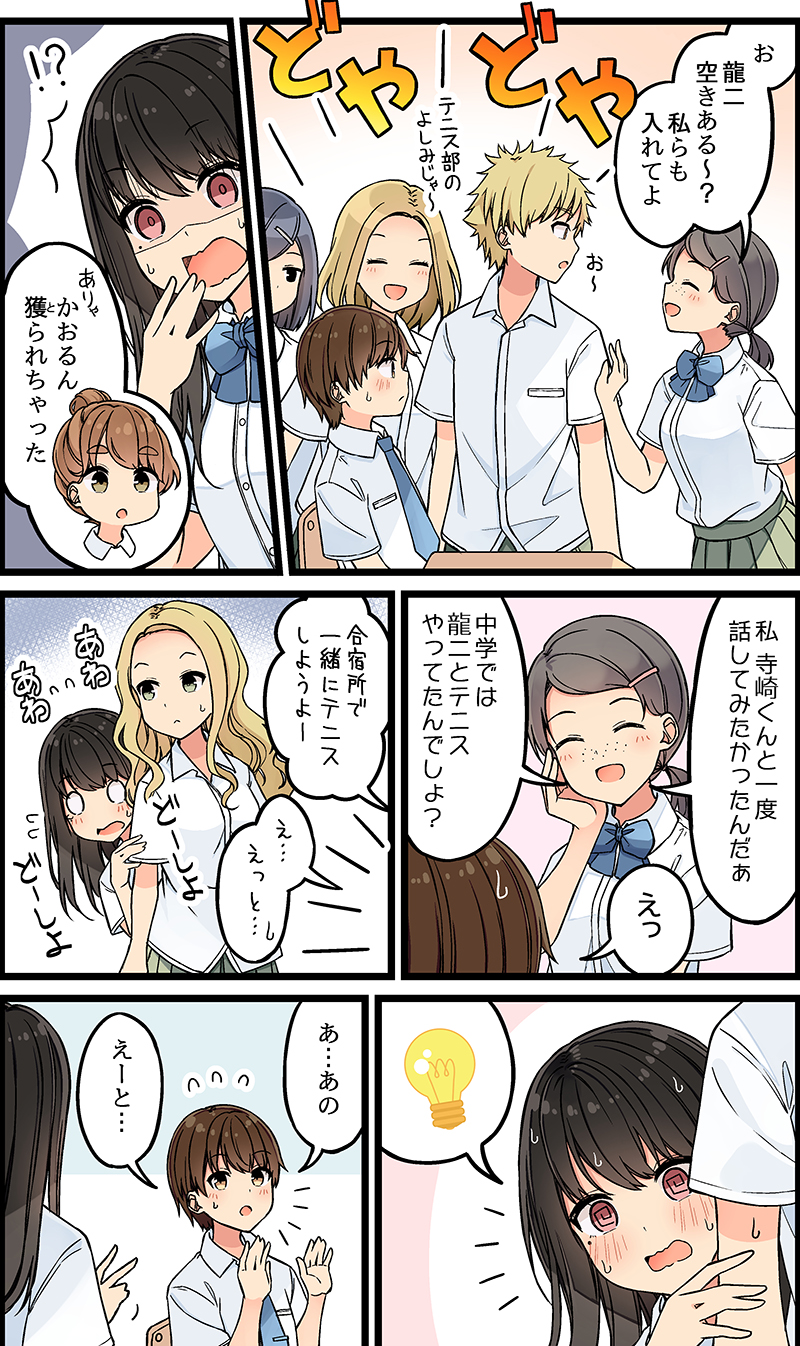 お
龍二
空きある〜？
私らも
入れてよ
どや
どや
テニス部の
よしみじゃ〜
お〜
!?
ありゃ
かおるん
獲られちゃった
と
私 寺崎くんと一度
話してみたかったんだぁ
中学では
龍二とテニス
やってたんでしょ？
えっ
合宿所で
一緒にテニス
しようよー
え…
えっと…
あわ
あわ
どーしよ
どーしよ
あ…あの
えーと…